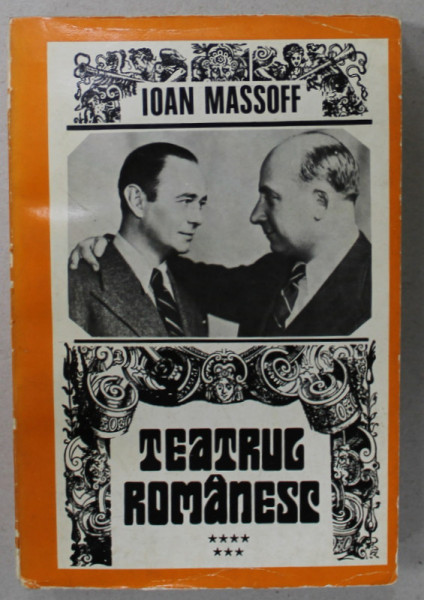 IOAN MASSOFF
TEATRUL
ROMÂNESC
★★★★
★★★